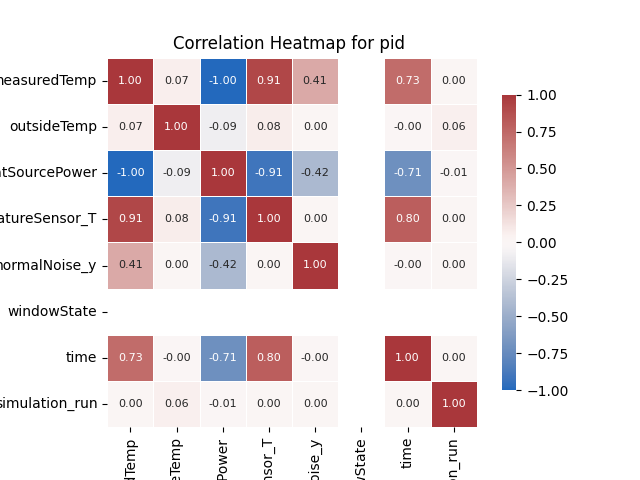 Correlation Heatmap for pid
measuredTemp 1.00 0.07 -1.00 0.91 0.41 0.73 0.00
outsideTemp 0.07 1.00 -0.09 0.08 0.00 -0.00 0.06
atSourcePower -1.00 -0.09 1.00 -0.91 -0.42 -0.71 -0.01
atureSensor_T 0.91 0.08 -0.91 1.00 0.00 0.80 0.00
normalNoise_y 0.41 0.00 -0.42 0.00 1.00 -0.00 0.00
windowState
time 0.73 -0.00 -0.71 0.80 -0.00 1.00 0.00
simulation_run 0.00 0.06 -0.01 0.00 0.00 0.00 1.00
dTemp
eTemp
Power
nsor_T
oise_y
wState
time
on_run
1.00
0.75
0.50
0.25
0.00
−0.25
−0.50
−0.75
−1.00